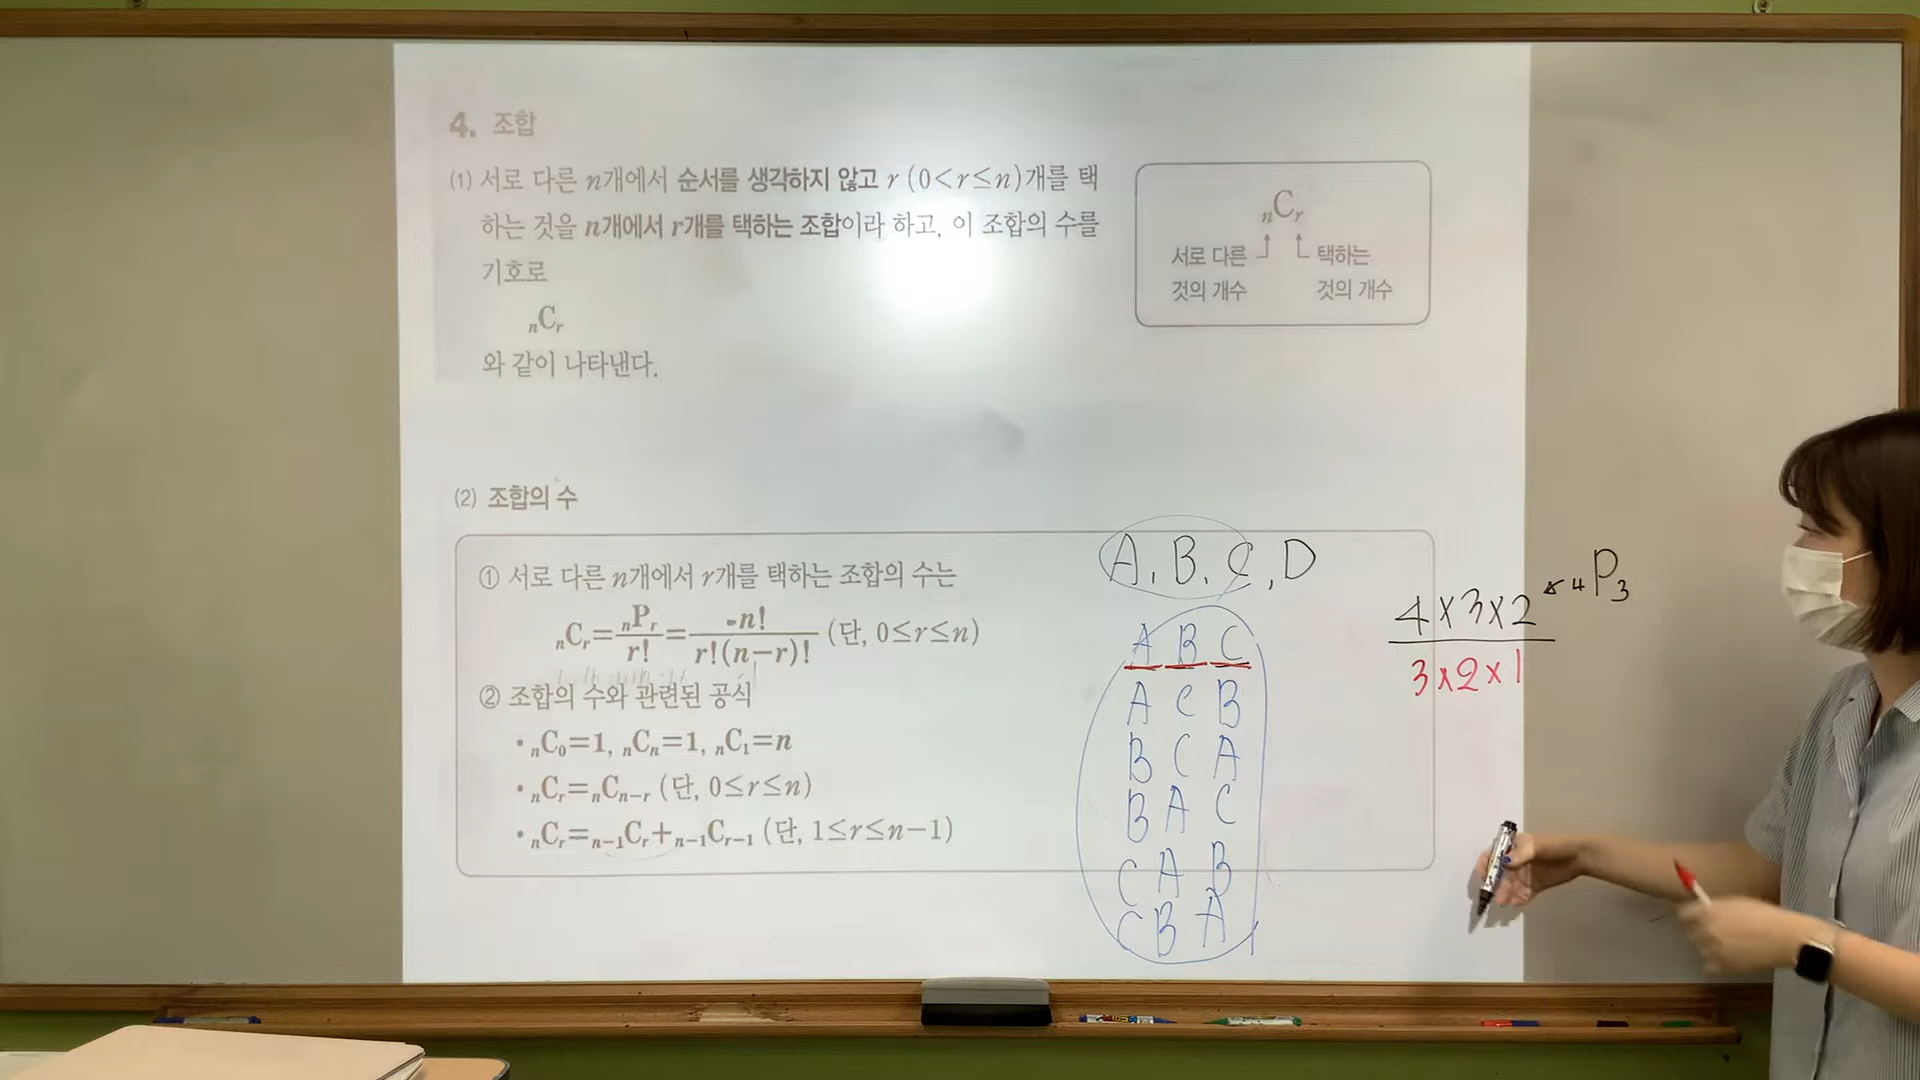 4. 조합
(1) 서로 다른 n개에서 순서를 생각하지 않고 r (0<r≤n)개를 택
하는 것을 n개에서 r개를 택하는 조합이라 하고, 이 조합의 수를
기호로
nCr
와 같이 나타낸다.
nCr
서로 다른 택하는
것의 개수 것의 개수
(2) 조합의 수
① 서로 다른 n개에서 r개를 택하는 조합의 수는
nCr=nPr/r!=n!/r!(n-r)! (단, 0≤r≤n)
② 조합의 수와 관련된 공식
• nC0=1, nCn=1, nC1=n
• nCr=nCn-r (단, 0≤r≤n)
• nCr=n-1Cr+n-1Cr-1 (단, 1≤r≤n-1)
A, B, C, D
A B C
A C B
B C A
B A C
C A B
C B A
4×3×2 ← 4P3
3×2×1